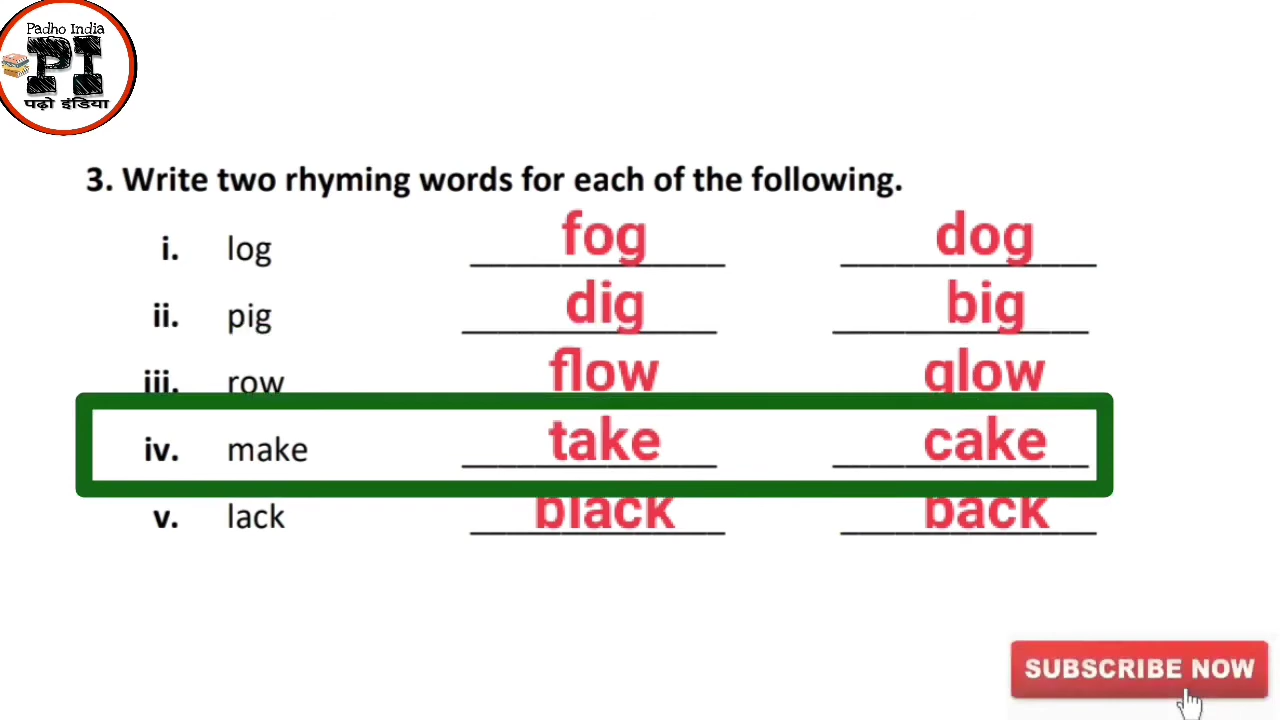 Padho India
PI
पढ़ो इंडिया
3. Write two rhyming words for each of the following.
i. log fog dog
ii. pig dig big
iii. row flow glow
iv. make take cake
v. lack black back
SUBSCRIBE NOW